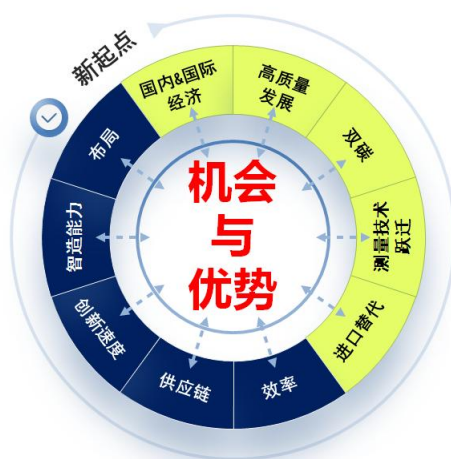 新起点
国内&国际
经济
高质量
发展
双碳
测量技术
跃迁
进口替代
效率
供应链
创新速度
智造能力
布局
机会
与
优势